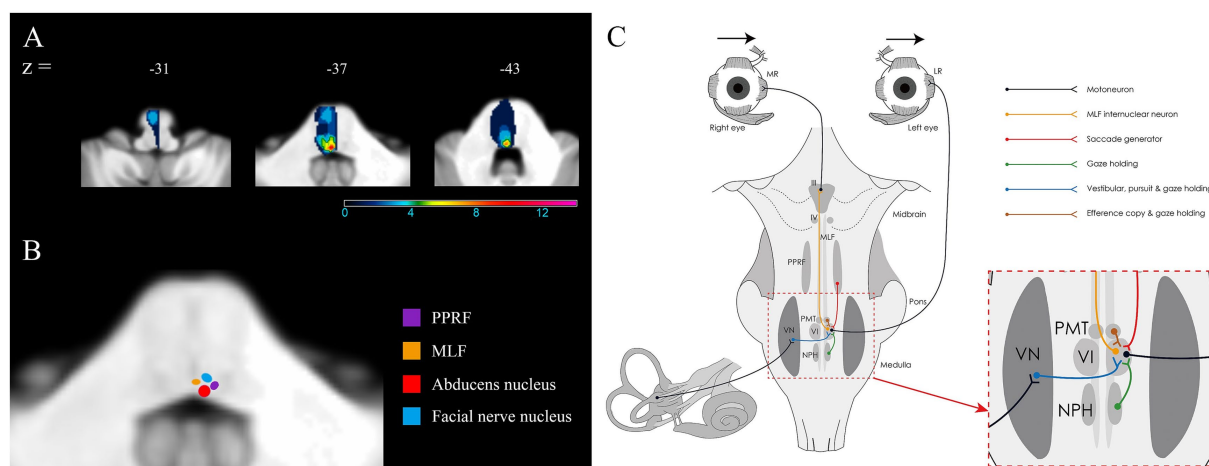 A
z =
-31
-37
-43
0
4
8
12
B
PPRF
MLF
Abducens nucleus
Facial nerve nucleus
C
MR
LR
Right eye
Left eye
III
IV
Midbrain
MLF
PPRF
Pons
PMT
VN
VI
NPH
Medulla
Motoneuron
MLF internuclear neuron
Saccade generator
Gaze holding
Vestibular, pursuit & gaze holding
Efference copy & gaze holding
PMT
VN
VI
NPH